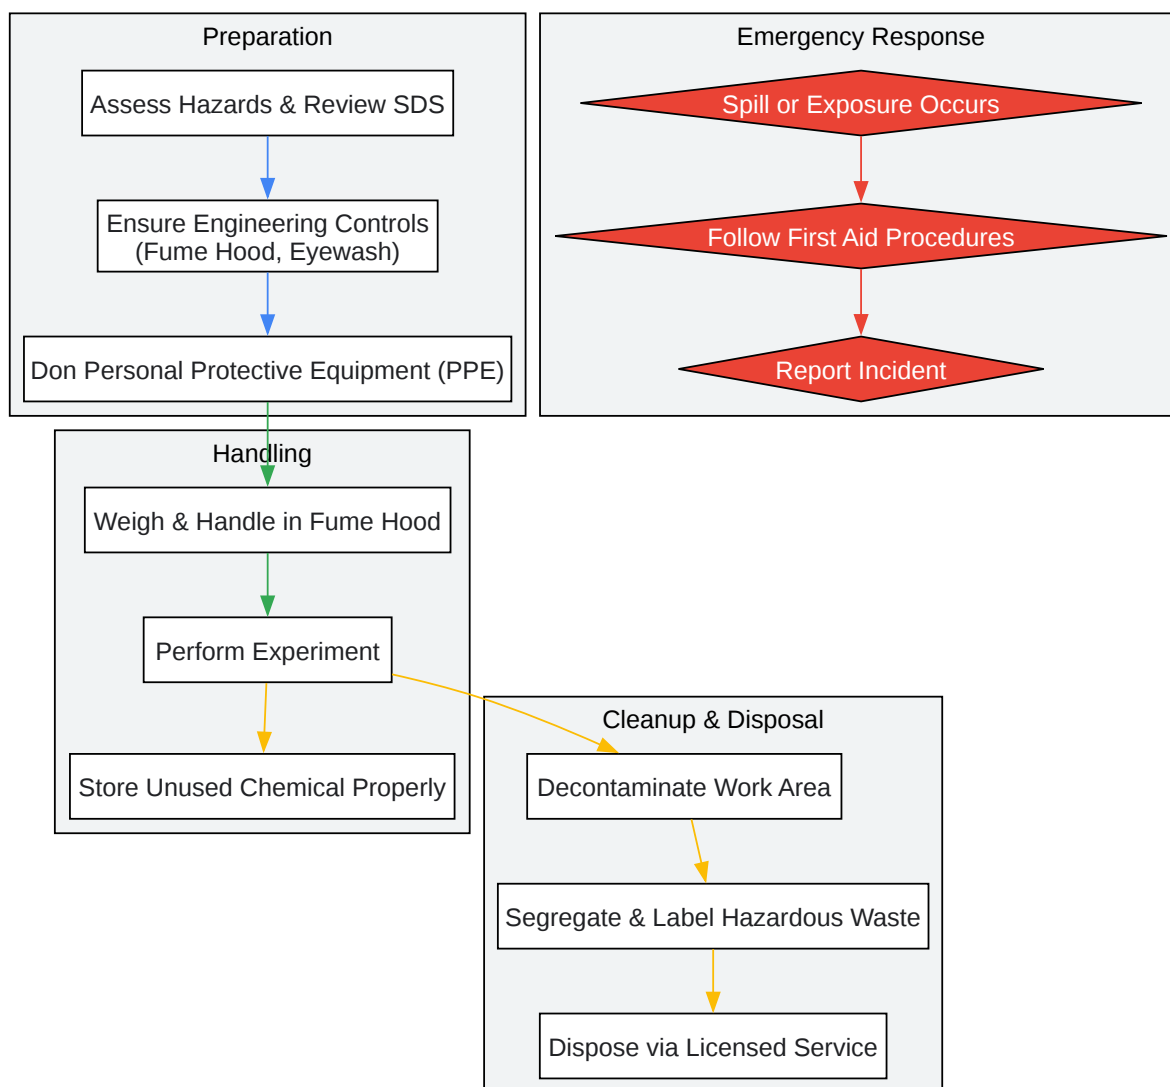 Preparation
Assess Hazards & Review SDS
Ensure Engineering Controls
(Fume Hood, Eyewash)
Don Personal Protective Equipment (PPE)
Emergency Response
Spill or Exposure Occurs
Follow First Aid Procedures
Report Incident
Handling
Weigh & Handle in Fume Hood
Perform Experiment
Store Unused Chemical Properly
Cleanup & Disposal
Decontaminate Work Area
Segregate & Label Hazardous Waste
Dispose via Licensed Service